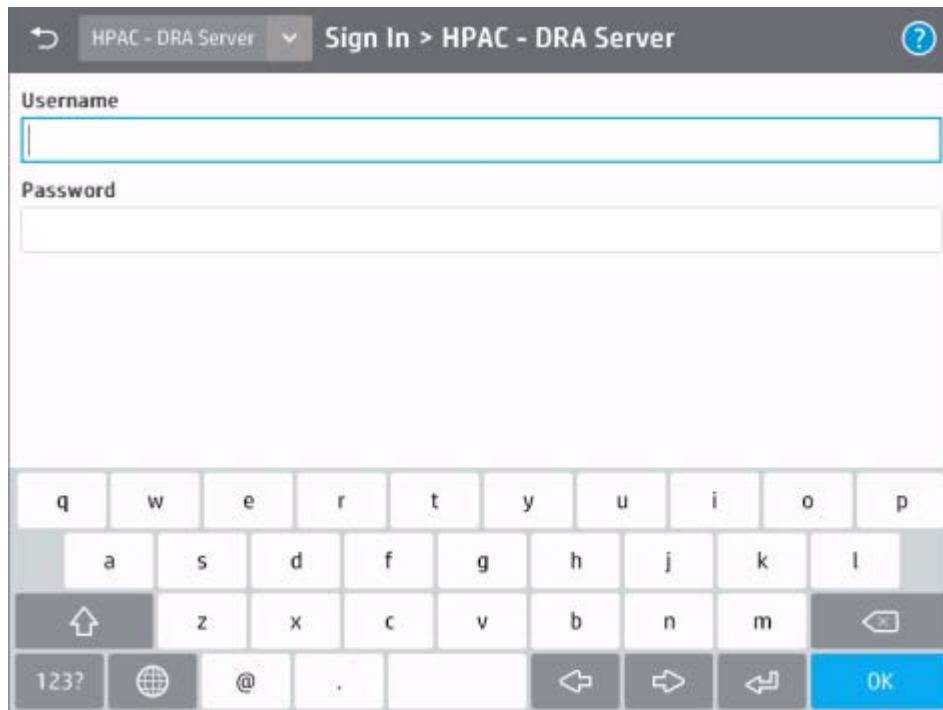 HPAC - DRA Server Sign In > HPAC - DRA Server ?
Username
Password
q w e r t y u i o p
a s d f g h j k l
z x c v b n m
123? @ . OK